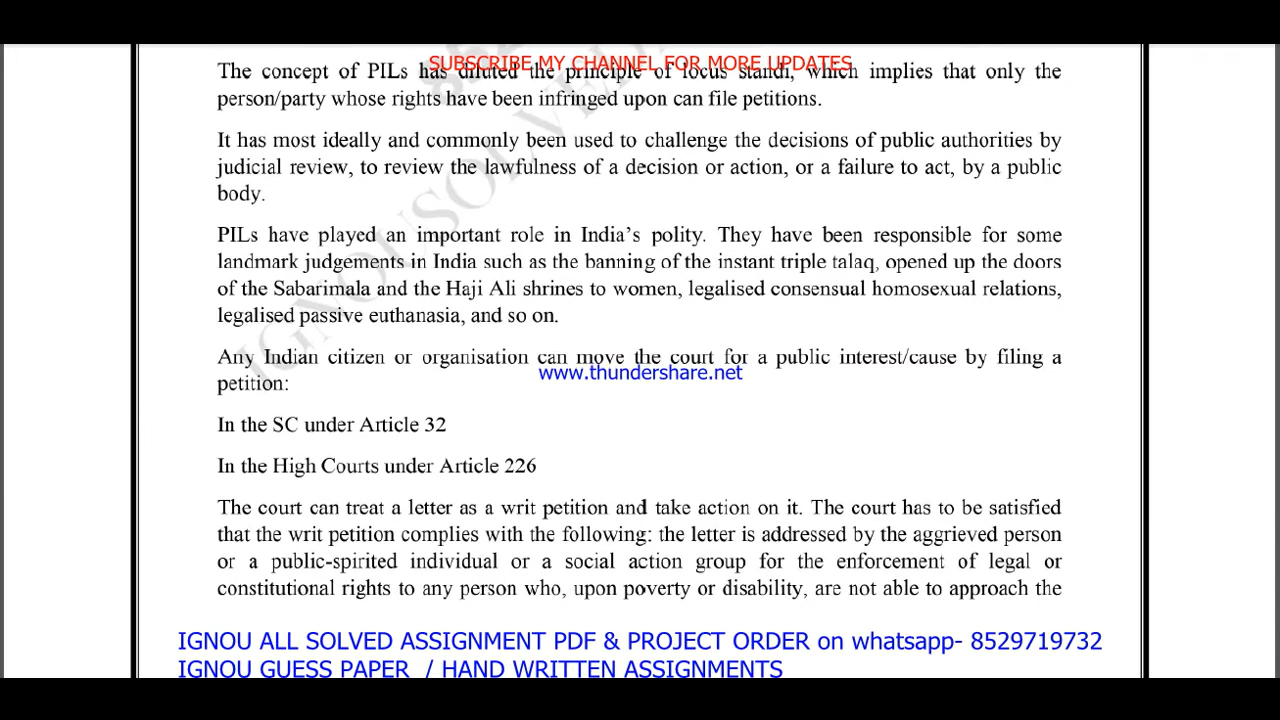 SUBSCRIBE MY CHANNEL FOR MORE UPDATES
The concept of PILs has diluted the principle of locus standi, which implies that only the
person/party whose rights have been infringed upon can file petitions.
It has most ideally and commonly been used to challenge the decisions of public authorities by
judicial review, to review the lawfulness of a decision or action, or a failure to act, by a public
body.
PILs have played an important role in India's polity. They have been responsible for some
landmark judgements in India such as the banning of the instant triple talaq, opened up the doors
of the Sabarimala and the Haji Ali shrines to women, legalised consensual homosexual relations,
legalised passive euthanasia, and so on.
Any Indian citizen or organisation can move the court for a public interest/cause by filing a
www.thundershare.net
petition:
In the SC under Article 32
In the High Courts under Article 226
The court can treat a letter as a writ petition and take action on it. The court has to be satisfied
that the writ petition complies with the following: the letter is addressed by the aggrieved person
or a public-spirited individual or a social action group for the enforcement of legal or
constitutional rights to any person who, upon poverty or disability, are not able to approach the
IGNOU ALL SOLVED ASSIGNMENT PDF & PROJECT ORDER on whatsapp- 8529719732
IGNOU GUESS PAPER / HAND WRITTEN ASSIGNMENTS